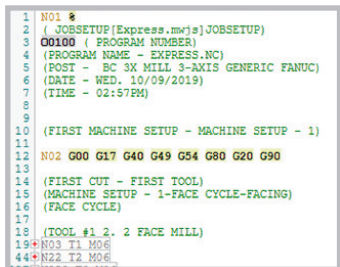 1 N01 %
2 ( JOBSETUP[Express.mwjs]JOBSETUP)
3 O0100 ( PROGRAM NUMBER)
4 (PROGRAM NAME - EXPRESS.NC)
5 (POST - BC 3X MILL 3-AXIS GENERIC FANUC)
6 (DATE - WED. 10/09/2019)
7 (TIME - 02:57PM)
8
9
10 (FIRST MACHINE SETUP - MACHINE SETUP - 1)
11
12 N02 G00 G17 G40 G49 G54 G80 G20 G90
13
14 (FIRST CUT - FIRST TOOL)
15 (MACHINE SETUP - 1-FACE CYCLE-FACING)
16 (FACE CYCLE)
17
18 (TOOL #1 2. 2 FACE MILL)
19 N03 T1 M06
44 N22 T2 M06